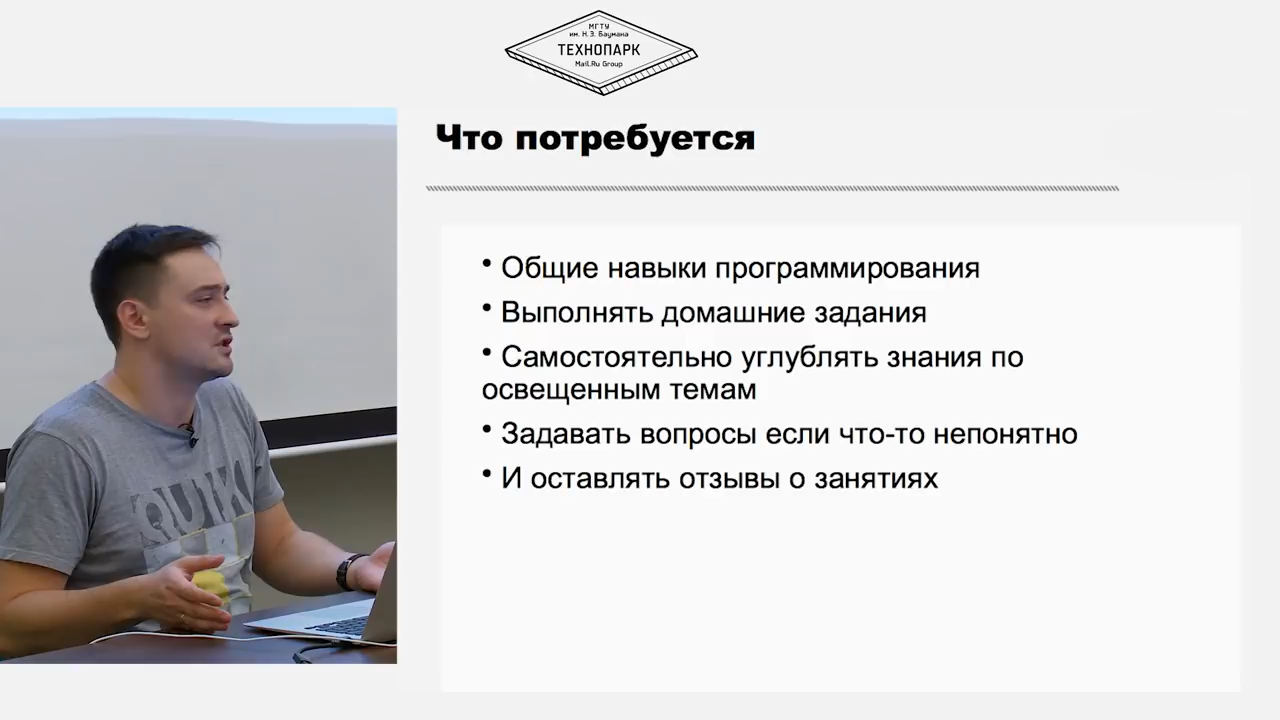 МГТУ
им. Н.Э. Баумана
ТЕХНОПАРК
Mail.Ru Group
Что потребуется
• Общие навыки программирования
• Выполнять домашние задания
• Самостоятельно углублять знания по
освещенным темам
• Задавать вопросы если что-то непонятно
• И оставлять отзывы о занятиях